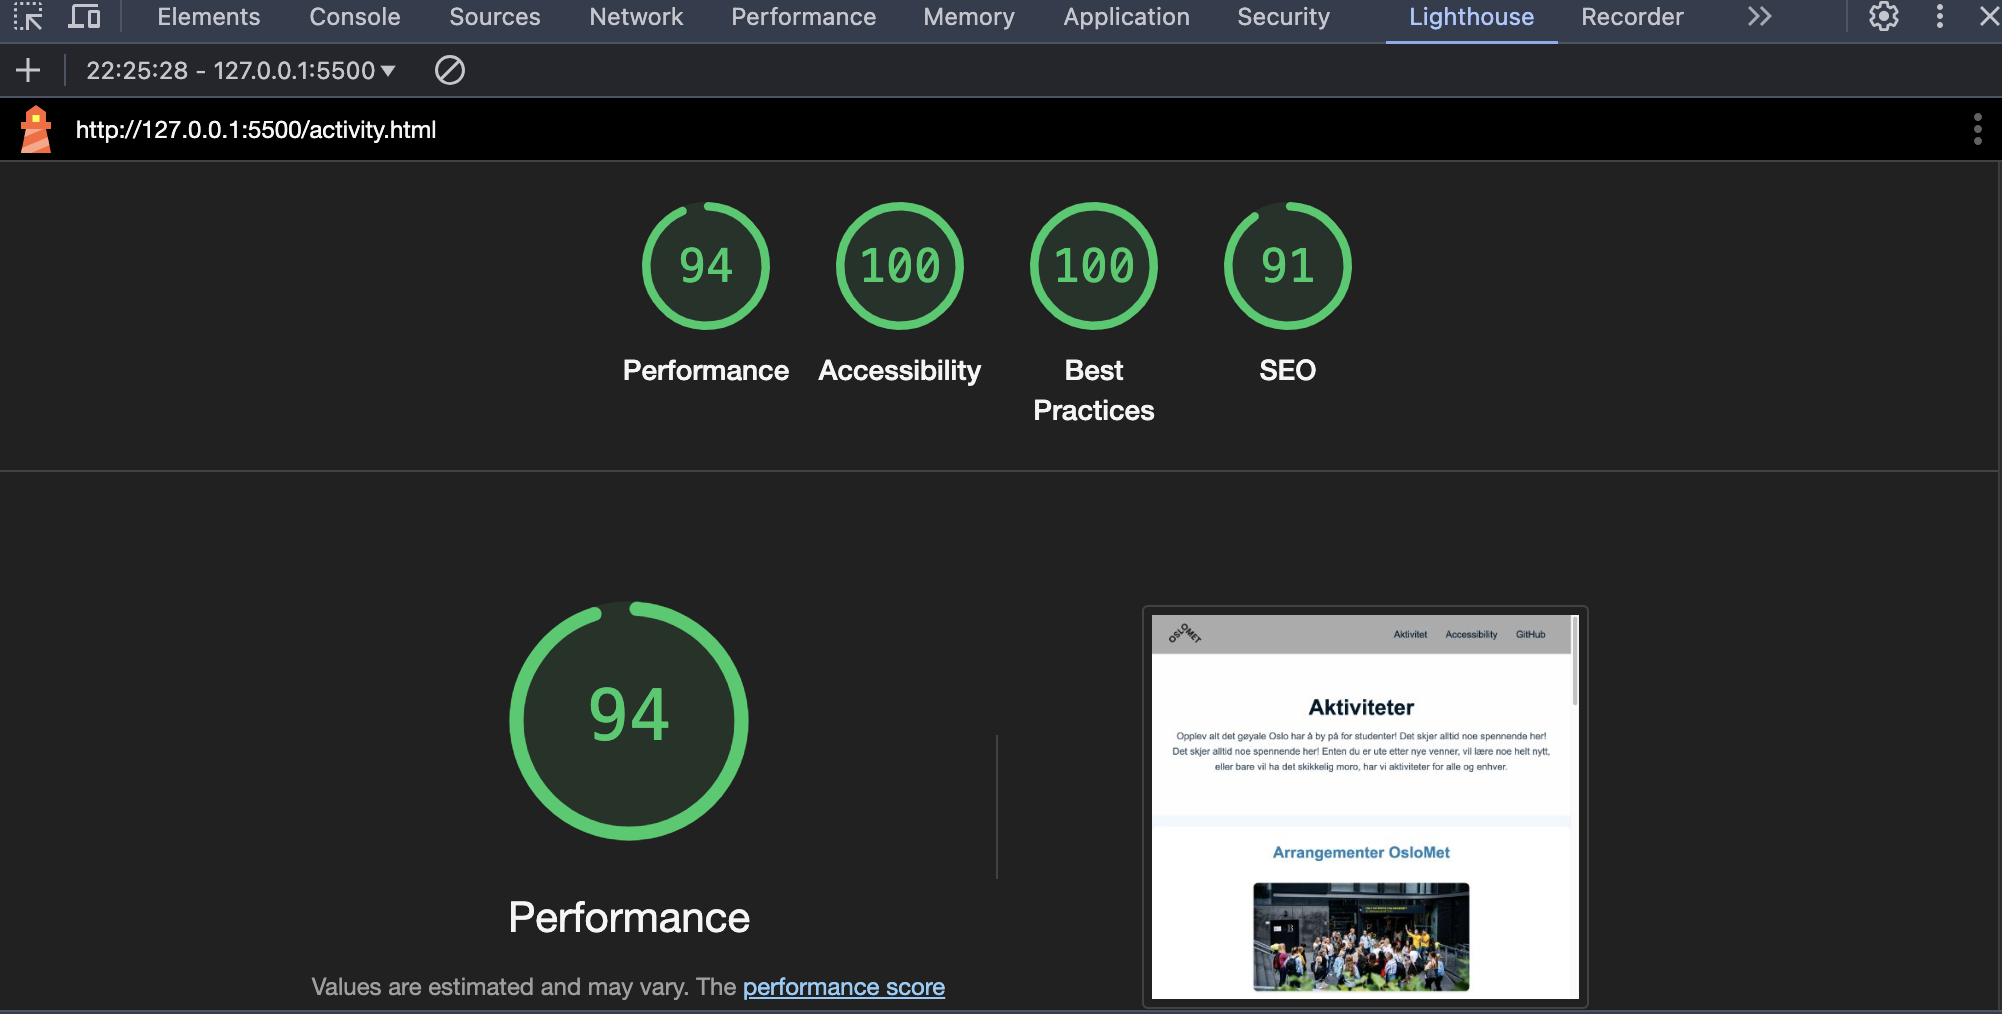 Elements Console Sources Network Performance Memory Application Security Lighthouse Recorder
22:25:28 - 127.0.0.1:5500
http://127.0.0.1:5500/activity.html
94 100 100 91
Performance Accessibility Best Practices SEO
94
Performance
Values are estimated and may vary. The performance score
OSLOMET
Aktivitet Accessibility GitHub
Aktiviteter
Opplev alt det gøyale Oslo har å by på for studenter! Det skjer alltid noe spennende her!
Det skjer alltid noe spennende her! Enten du er ute etter nye venner, vil lære noe helt nytt,
eller bare vil ha det skikkelig moro, har vi aktiviteter for alle og enhver.
Arrangementer OsloMet